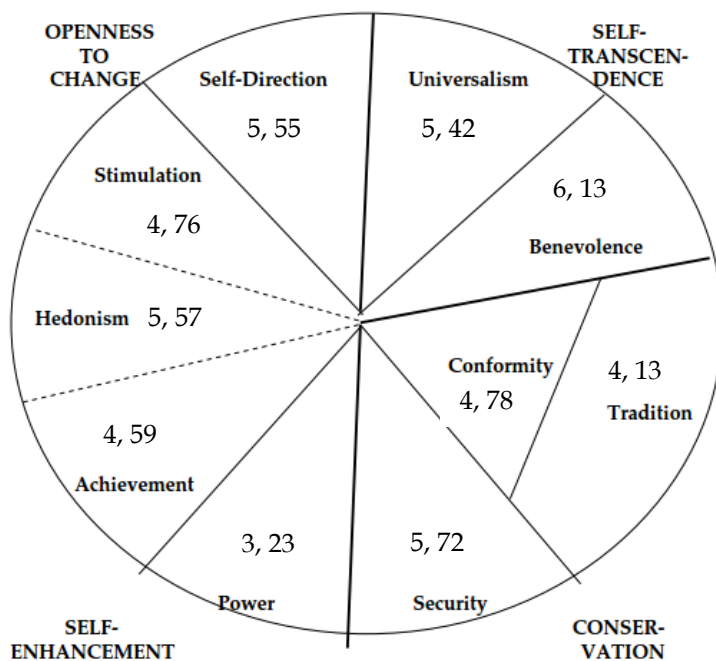 OPENNESS
TO
CHANGE
SELF-
TRANSCEN-
DENCE
Self-Direction
5, 55
Universalism
5, 42
Stimulation
4, 76
6, 13
Benevolence
Hedonism 5, 57
Conformity
4, 78
4, 13
Tradition
4, 59
Achievement
3, 23
Power
5, 72
Security
SELF-
ENHANCEMENT
CONSER-
VATION